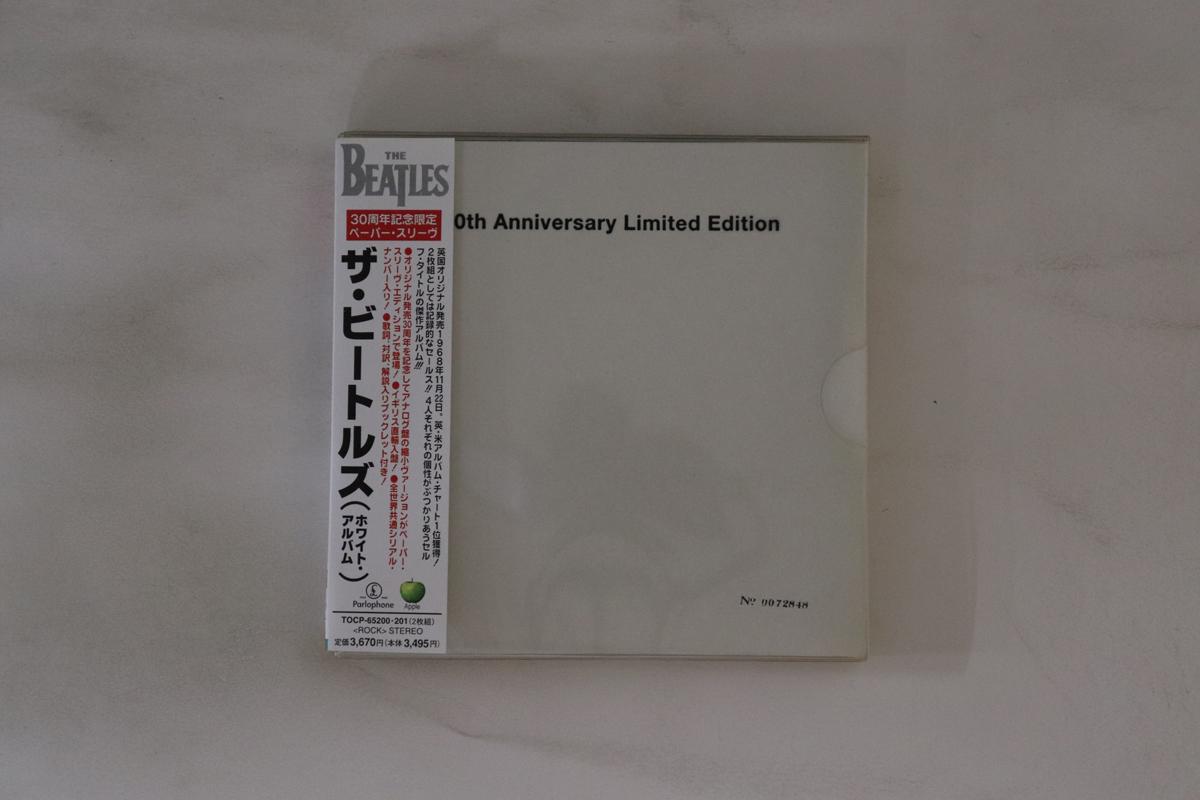 THE
BEATLES
30周年記念限定
ペーパー・スリーヴ
0th Anniversary Limited Edition
英国オリジナル発売1968年11月22日。英・米アルバム・チャート1位獲得!
2枚組としては記録的なセールス!! 4人それぞれの個性がぶつかりあうセル
フ・タイトルの傑作アルバム!!!
●オリジナル発売30周年を記念してアナログ盤の縮小ヴァージョンがペーパー・
スリーヴ・エディションで登場! ●イギリス直輸入盤! ●全世界共通シリアル・
ナンバー入り! ●歌詞・対訳、解説入りブックレット付き!
ザ・ビートルズ(ホワイト・
アルバム)
Parlophone
Apple
TOCP-65200・201(2枚組)
<ROCK> STEREO
定価3,670円(本体3,495円)
Nº 0072848